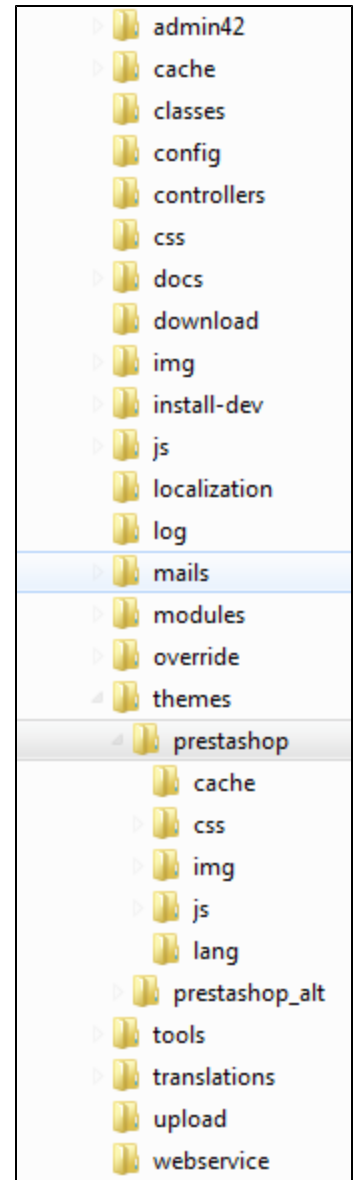 admin42
cache
classes
config
controllers
css
docs
download
img
install-dev
js
localization
log
mails
modules
override
themes
prestashop
cache
css
img
js
lang
prestashop_alt
tools
translations
upload
webservice